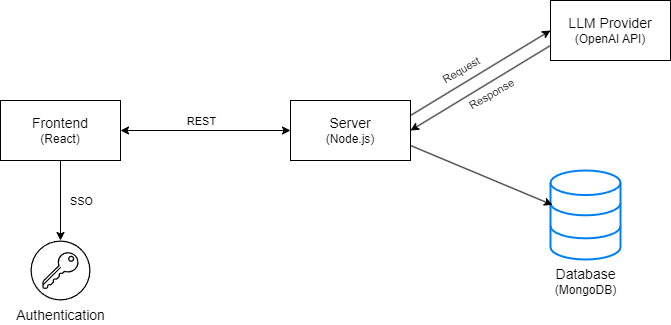 LLM Provider
(OpenAI API)
Request
Response
Frontend
(React)
REST
Server
(Node.js)
SSO
Authentication
Database
(MongoDB)